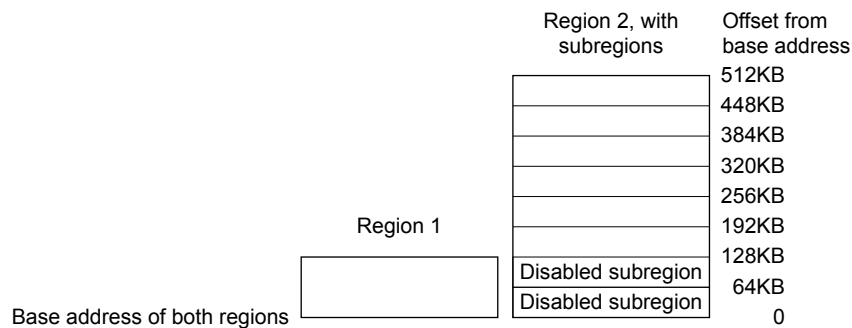 Region 2, with
subregions
Offset from
base address
512KB
448KB
384KB
320KB
256KB
192KB
Region 1
128KB
Disabled subregion
64KB
Disabled subregion
Base address of both regions
0